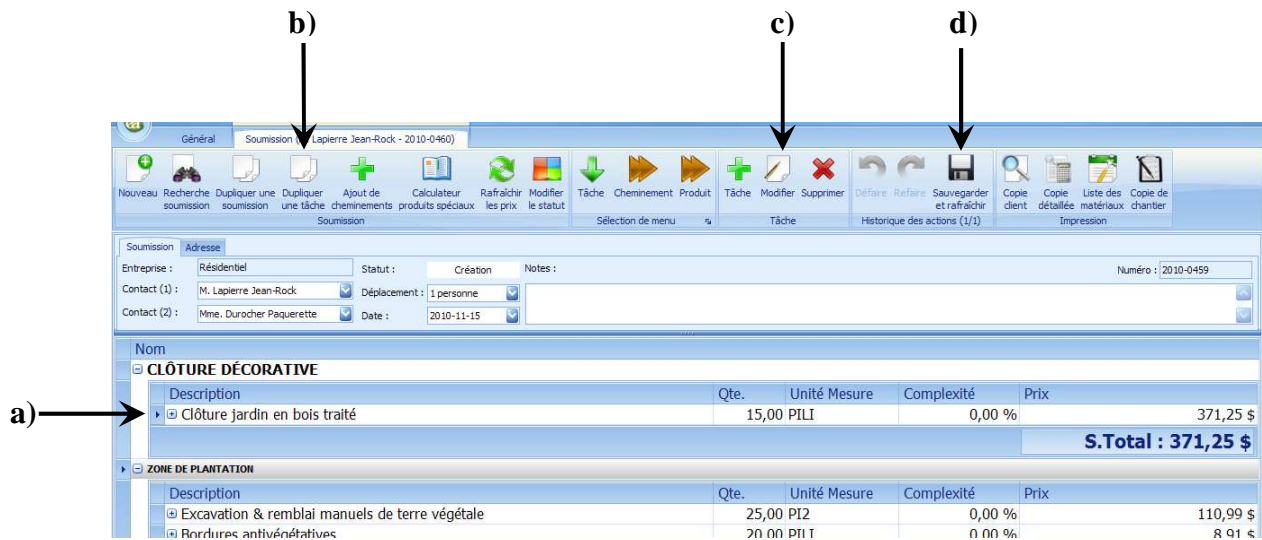 b) c) d)
Général Soumission (M. Lapierre Jean-Rock - 2010-0460)
Nouveau Recherche soumission Dupliquer une soumission Dupliquer une tâche Ajout de cheminements Calculateur produits spéciaux Rafraîchir les prix Modifier le statut Tâche Cheminement Produit Tâche Modifier Supprimer Défaire Refaire Sauvegarder et rafraîchir Copie client Copie détaillée Liste des matériaux Copie de chantier
Soumission Sélection de menu Tâche Historique des actions (1/1) Impression
Soumission Adresse
Entreprise : Résidentiel Statut : Création Notes : Numéro : 2010-0459
Contact (1) : M. Lapierre Jean-Rock Déplacement : 1 personne
Contact (2) : Mme. Durocher Paquerette Date : 2010-11-15
Nom
CLÔTURE DÉCORATIVE
Description Qte. Unité Mesure Complexité Prix
a) Clôture jardin en bois traité 15,00 PILI 0,00 % 371,25 $
S.Total : 371,25 $
ZONE DE PLANTATION
Description Qte. Unité Mesure Complexité Prix
Excavation & remblai manuels de terre végétale 25,00 PI2 0,00 % 110,99 $
Bordures antivégétatives 20,00 PILI 0,00 % 8,91 $